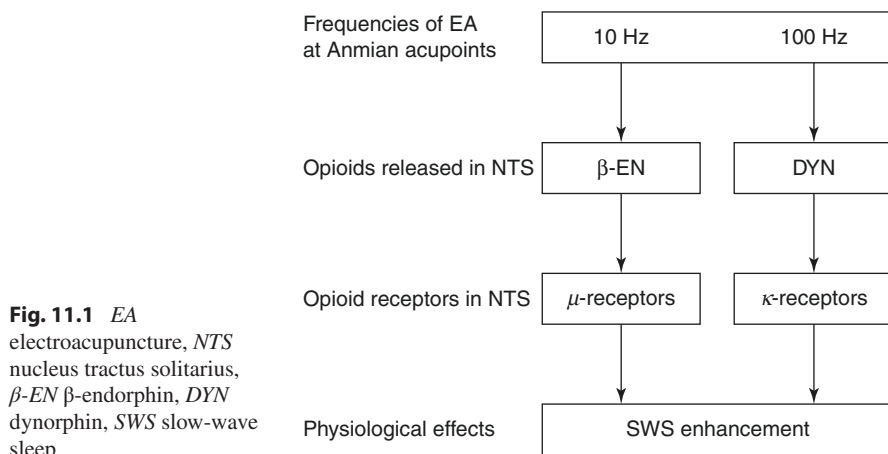 Frequencies of EA
at Anmian acupoints
10 Hz 100 Hz
Opioids released in NTS
β-EN DYN
Opioid receptors in NTS
μ-receptors κ-receptors
Physiological effects
SWS enhancement
Fig. 11.1 EA
electroacupuncture, NTS
nucleus tractus solitarius,
β-EN β-endorphin, DYN
dynorphin, SWS slow-wave
sleep